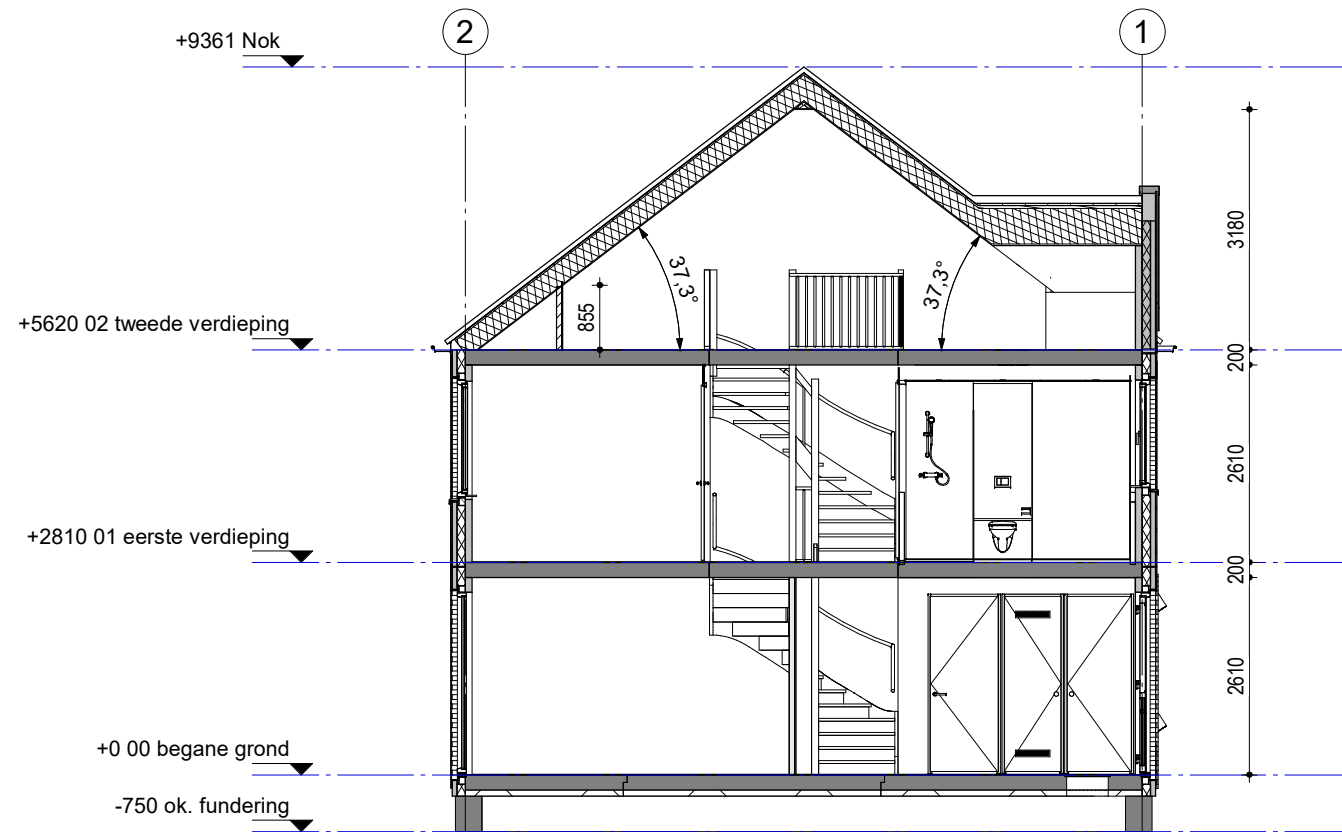 2
1
+9361 Nok
3180
37,3°
37,3°
855
+5620 02 tweede verdieping
200
2610
+2810 01 eerste verdieping
200
2610
+0 00 begane grond
-750 ok. fundering